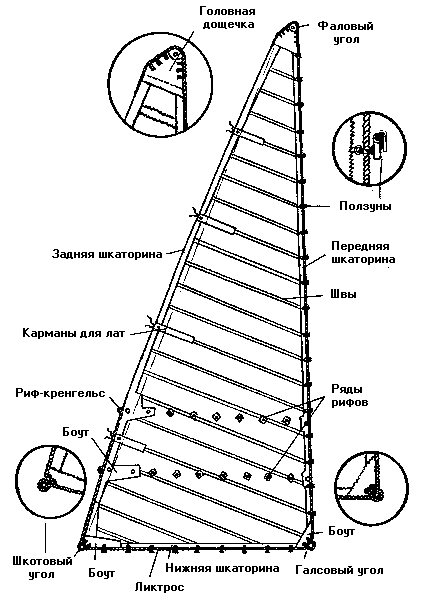 Головная
дощечка
Фаловый
угол
Ползуны
Задняя шкаторина
Передняя
шкаторина
Швы
Карманы для лат
Риф-кренгельс
Ряды
рифов
Боут
Боут
Шкотовый
угол
Боут
Нижняя шкаторина
Галсовый угол
Ликтрос